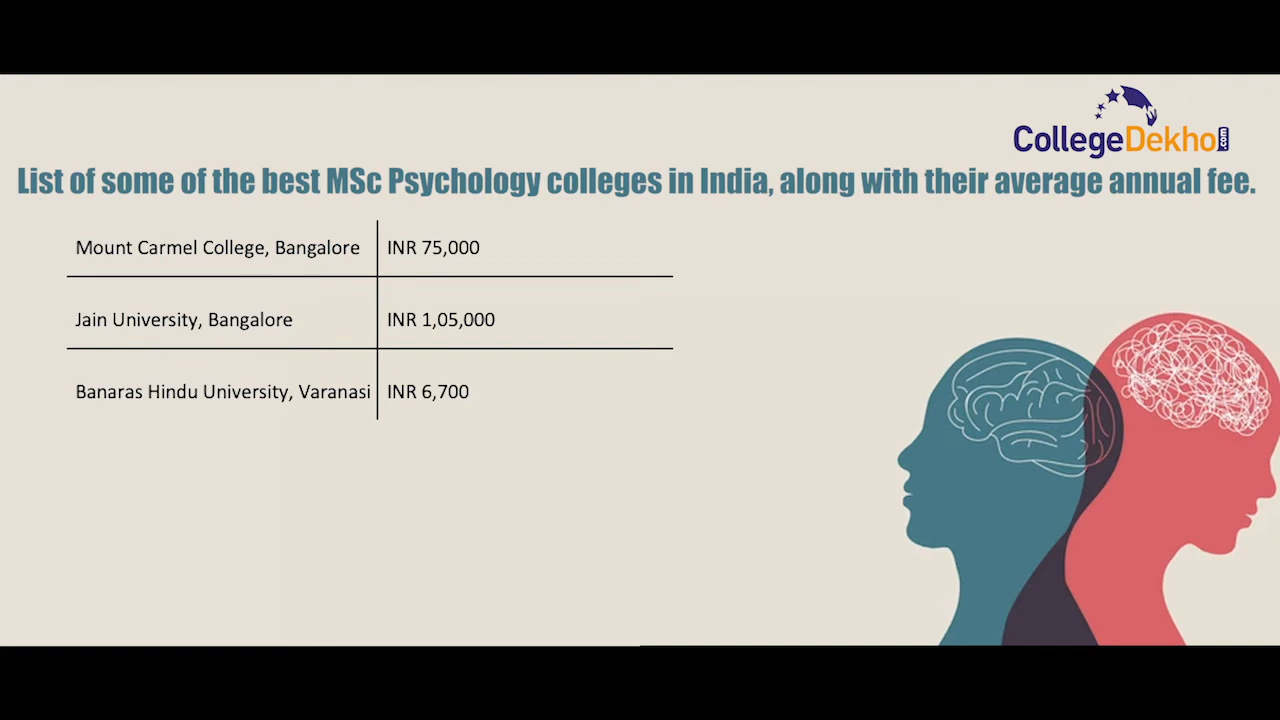 CollegeDekho.com
List of some of the best MSc Psychology colleges in India, along with their average annual fee.
Mount Carmel College, Bangalore INR 75,000
Jain University, Bangalore INR 1,05,000
Banaras Hindu University, Varanasi INR 6,700